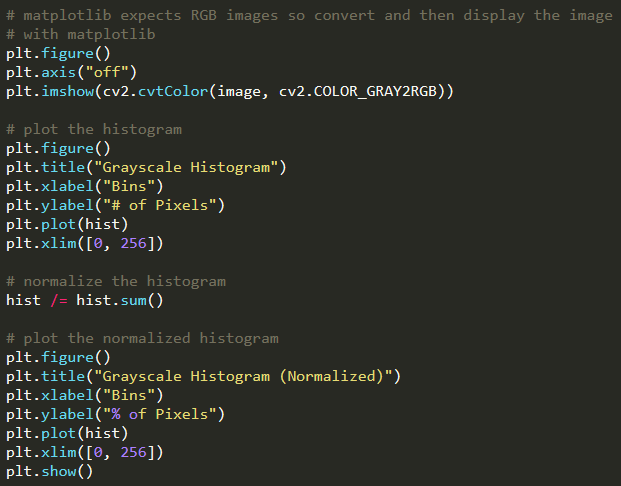 # matplotlib expects RGB images so convert and then display the image
# with matplotlib
plt.figure()
plt.axis("off")
plt.imshow(cv2.cvtColor(image, cv2.COLOR_GRAY2RGB))
# plot the histogram
plt.figure()
plt.title("Grayscale Histogram")
plt.xlabel("Bins")
plt.ylabel("# of Pixels")
plt.plot(hist)
plt.xlim([0, 256])
# normalize the histogram
hist /= hist.sum()
# plot the normalized histogram
plt.figure()
plt.title("Grayscale Histogram (Normalized)")
plt.xlabel("Bins")
plt.ylabel("% of Pixels")
plt.plot(hist)
plt.xlim([0, 256])
plt.show()